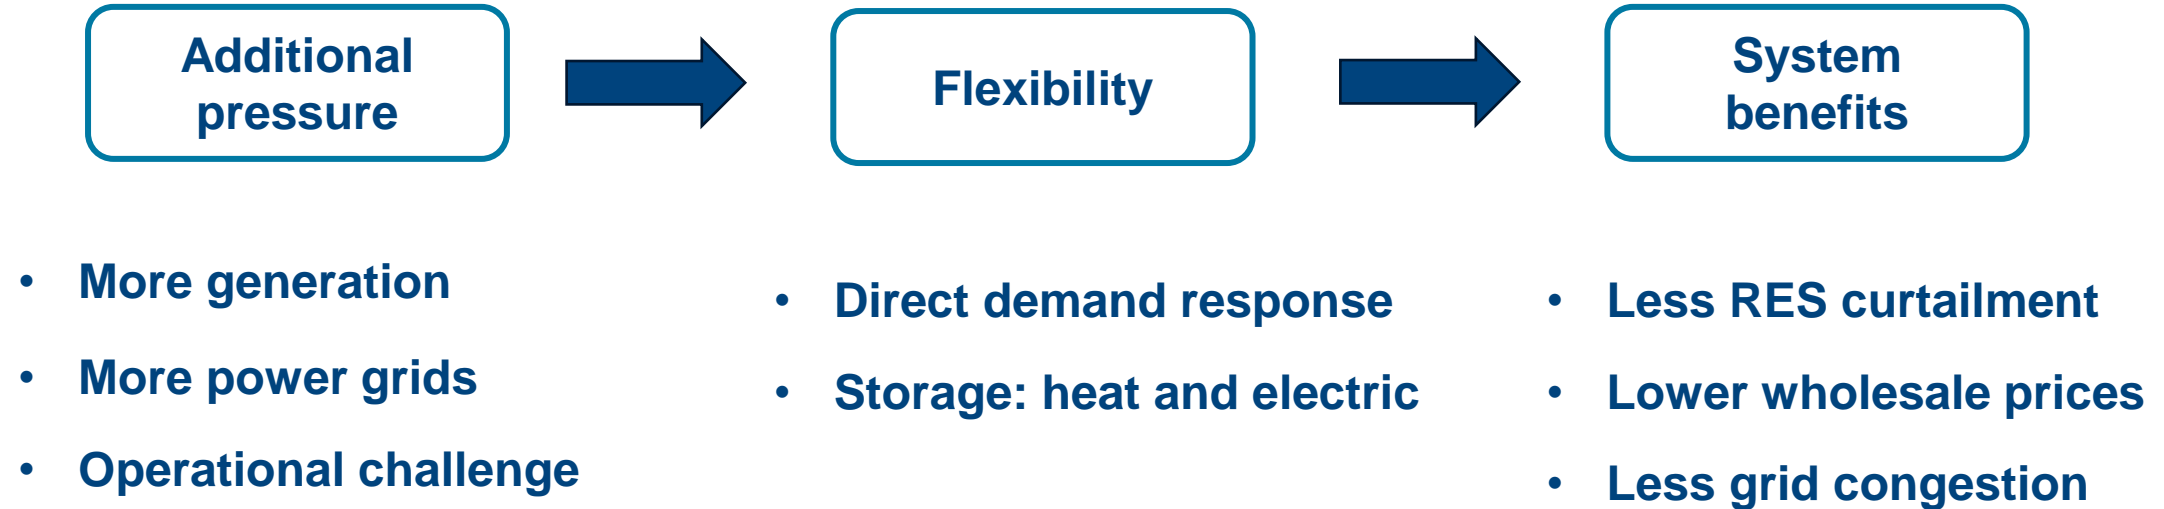 Additional
pressure
Flexibility
System
benefits
• More generation
• More power grids
• Operational challenge
• Direct demand response
• Storage: heat and electric
• Less RES curtailment
• Lower wholesale prices
• Less grid congestion